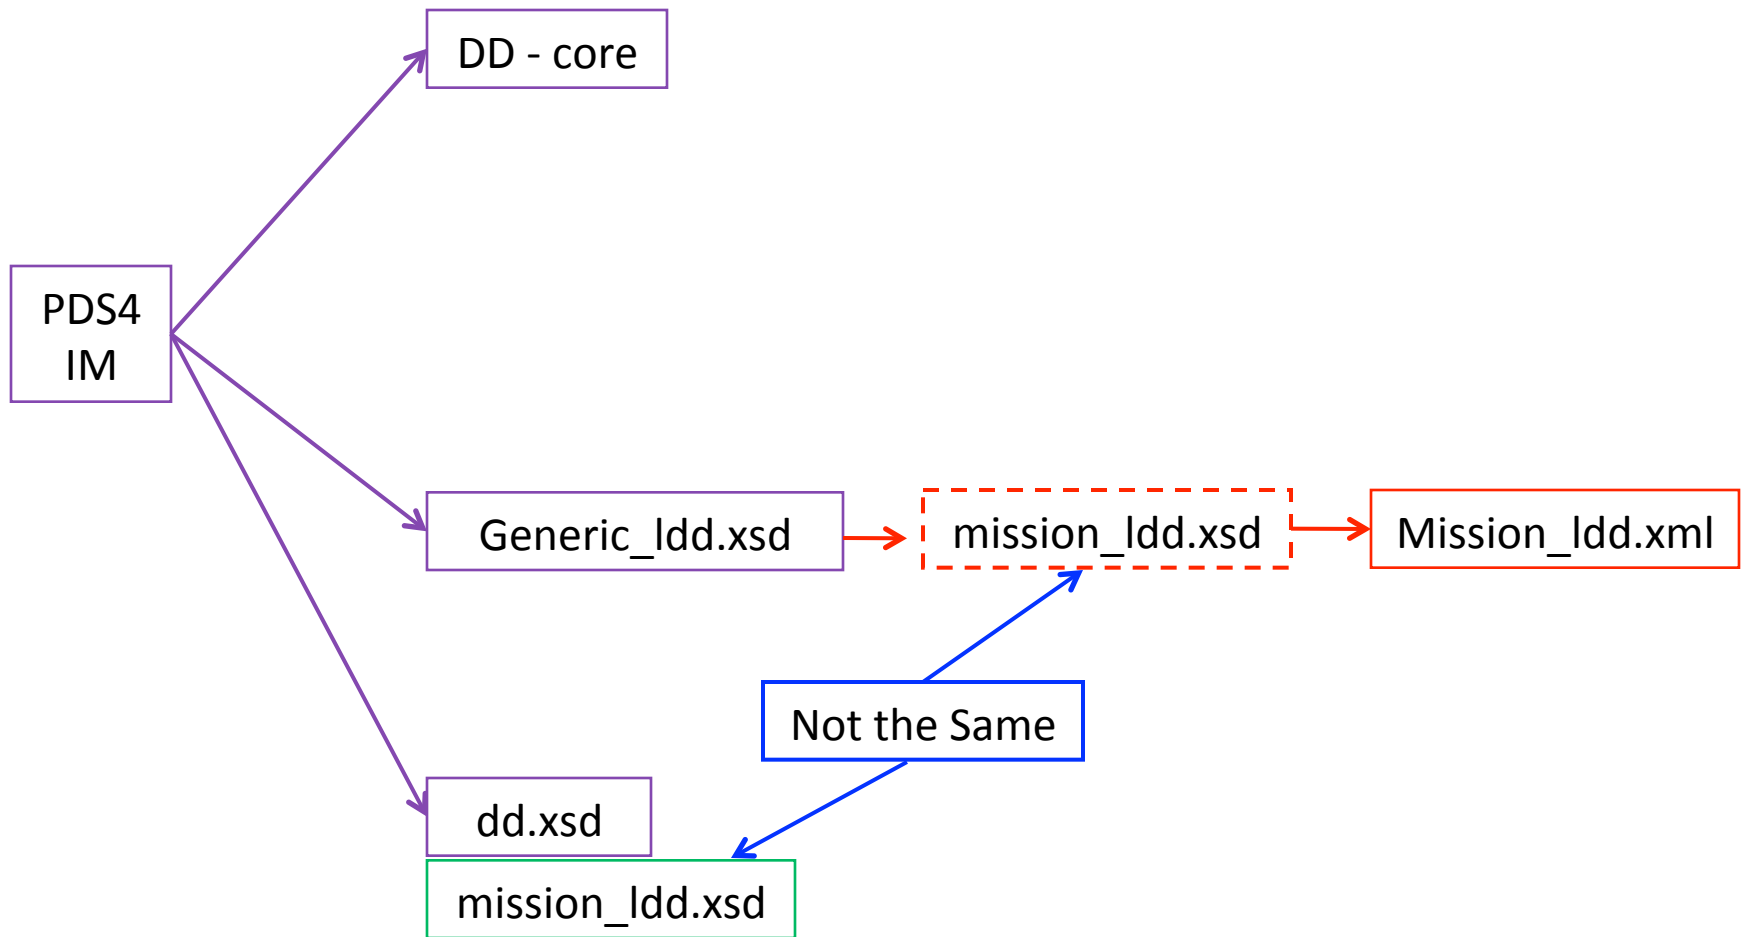 DD - core
PDS4
IM
Generic_ldd.xsd
mission_ldd.xsd
Mission_ldd.xml
Not the Same
dd.xsd
mission_ldd.xsd